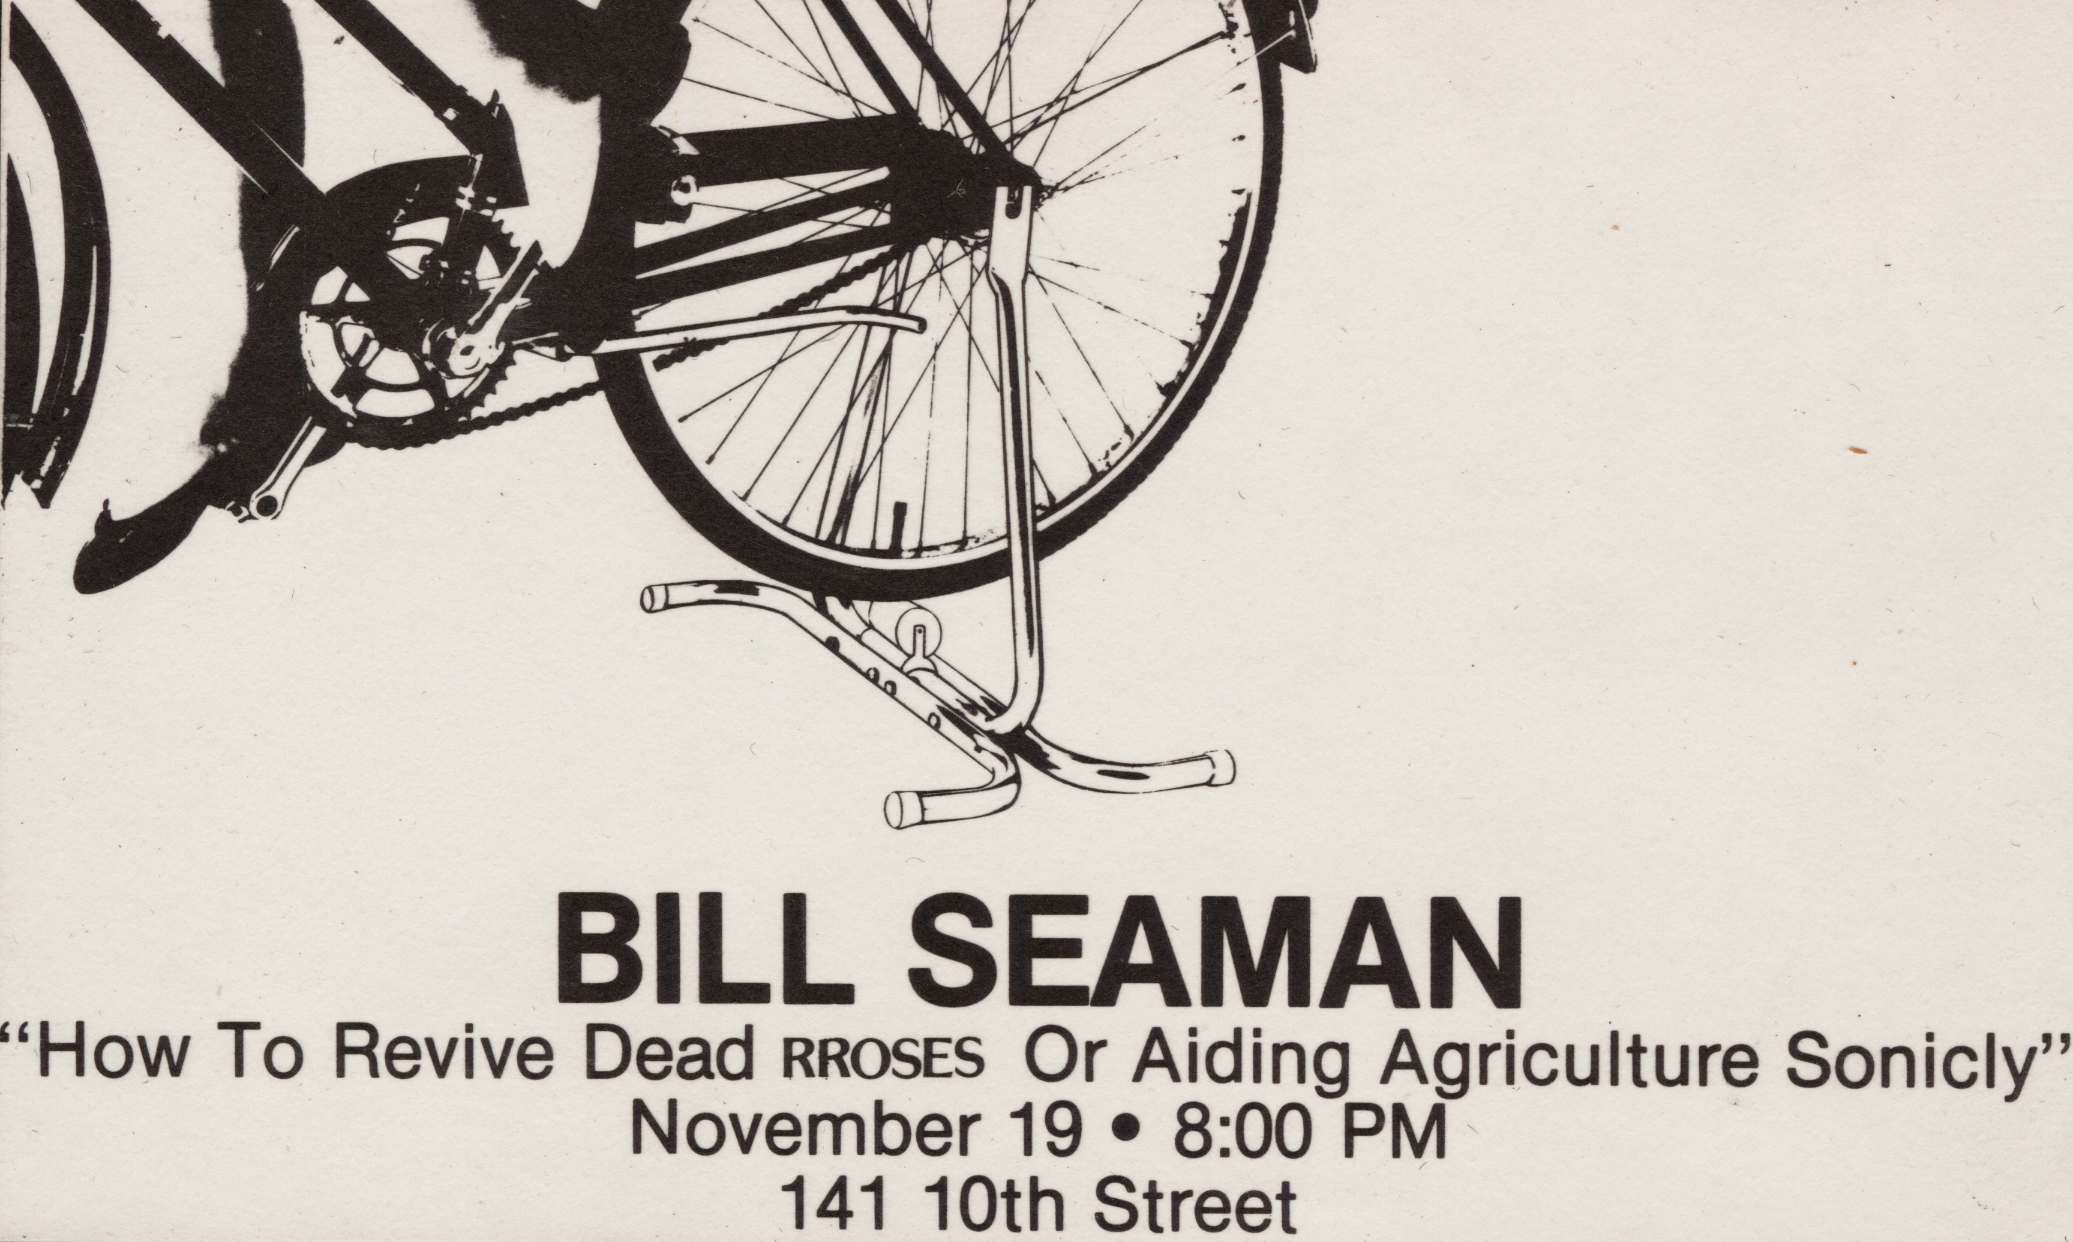 BILL SEAMAN
“How To Revive Dead RROSES Or Aiding Agriculture Sonicly”
November 19 • 8:00 PM
141 10th Street